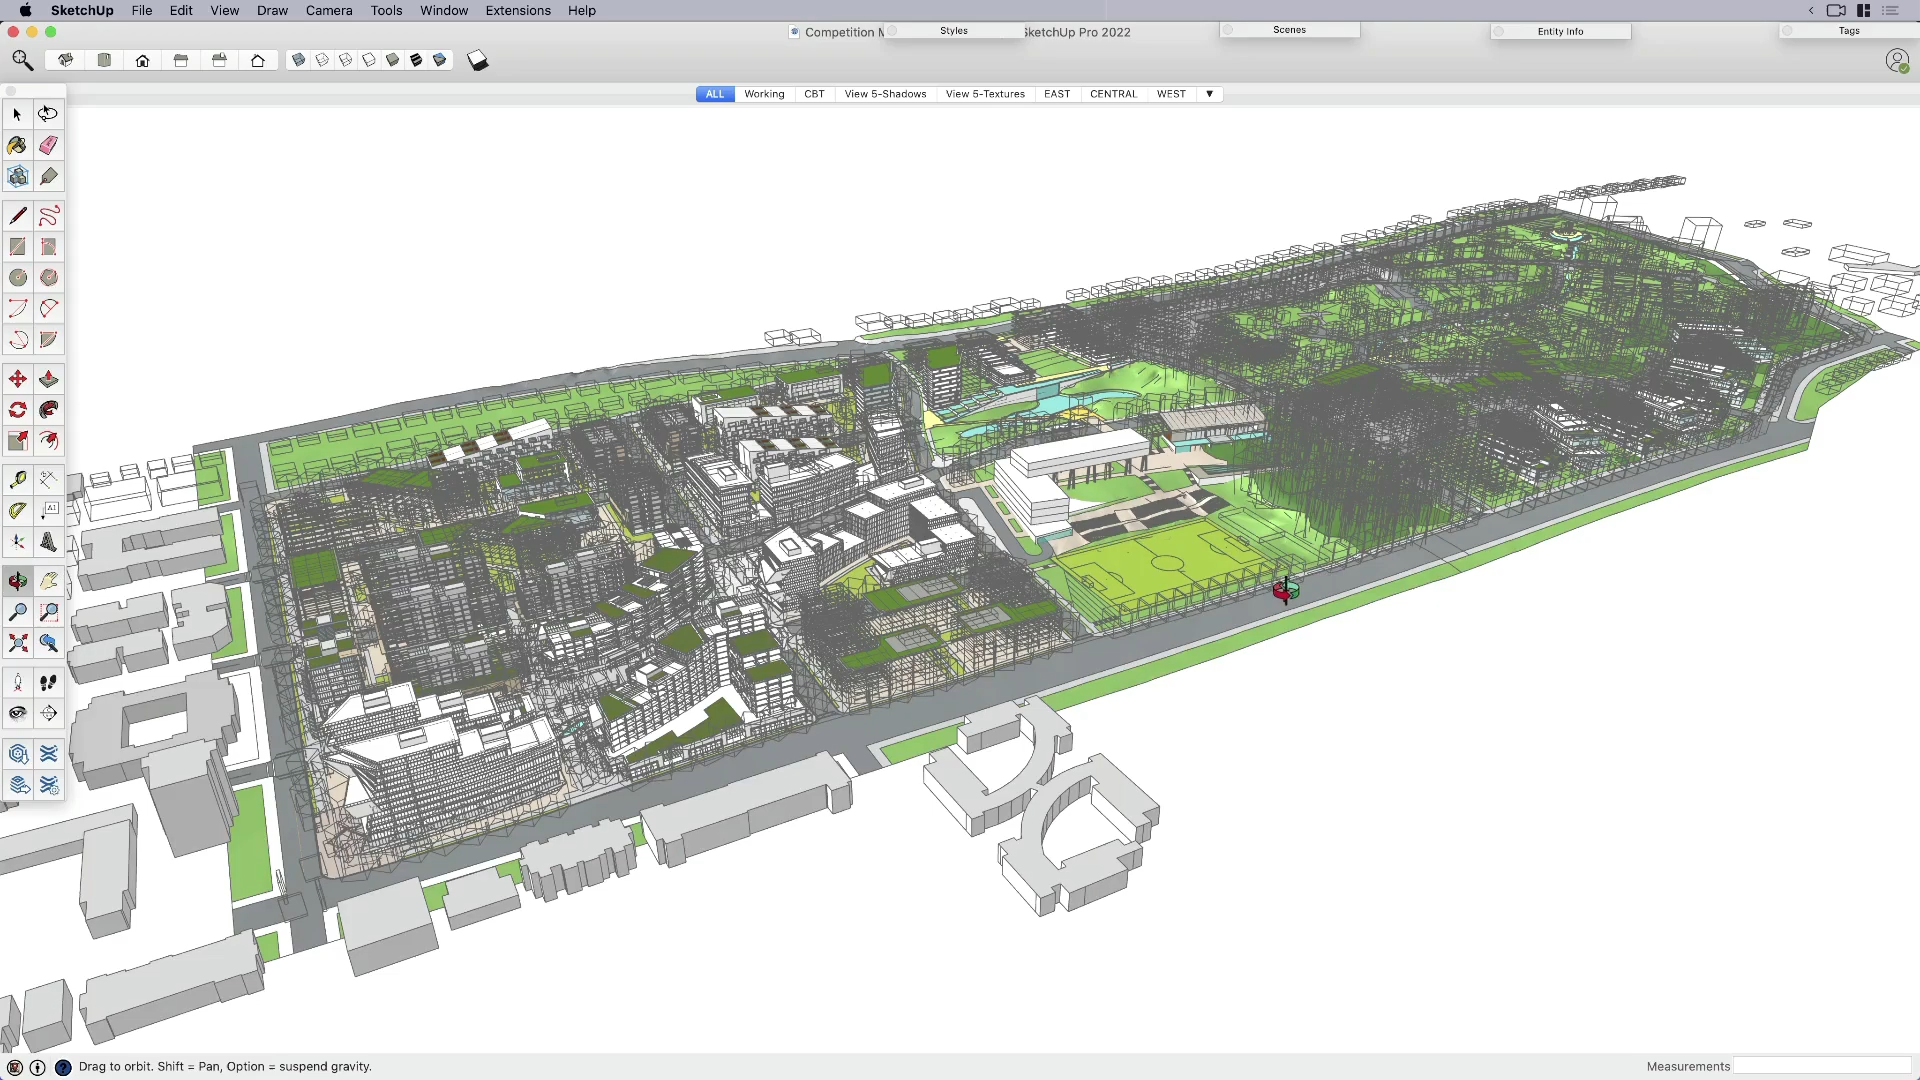 SketchUp File Edit View Draw Camera Tools Window Extensions Help
Competition M
Styles
SketchUp Pro 2022
Scenes
Entity Info
Tags
ALL Working CBT View 5-Shadows View 5-Textures EAST CENTRAL WEST ▼
A1
Drag to orbit. Shift = Pan, Option = suspend gravity.
Measurements